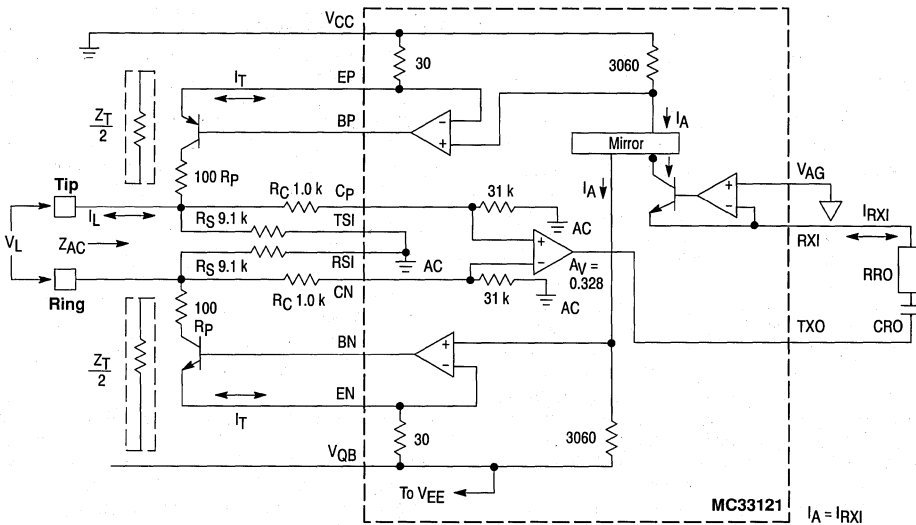 VCC
30
3060
EP
IT
ZT
2
BP
IA
Mirror
100 RP
RC 1.0 k
CP
31 k
IA
VAG
Tip
IL
RS 9.1 k
TSI
AC
IRXI
RXI
VL
ZAC
RS 9.1 k
RSI
AC
AV =
0.328
RRO
Ring
RC 1.0 k
CN
31 k
AC
100
RP
TXO
CRO
ZT
2
BN
EN
IT
30
3060
VQB
To VEE
MC33121
IA = IRXI